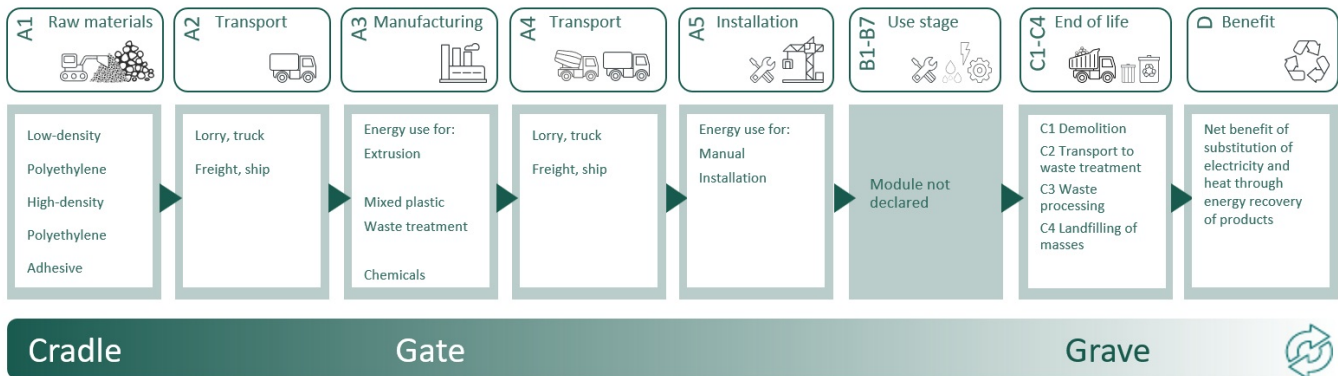 A1 Raw materials
A2 Transport
A3 Manufacturing
A4 Transport
A5 Installation
B1-B7 Use stage
C1-C4 End of life
D Benefit
Low-density
Polyethylene
High-density
Polyethylene
Adhesive
Lorry, truck
Freight, ship
Energy use for:
Extrusion
Mixed plastic
Waste treatment
Chemicals
Lorry, truck
Freight, ship
Energy use for:
Manual
Installation
Module not
declared
C1 Demolition
C2 Transport to
waste treatment
C3 Waste
processing
C4 Landfilling of
masses
Net benefit of
substitution of
electricity and
heat through
energy recovery
of products
Cradle
Gate
Grave